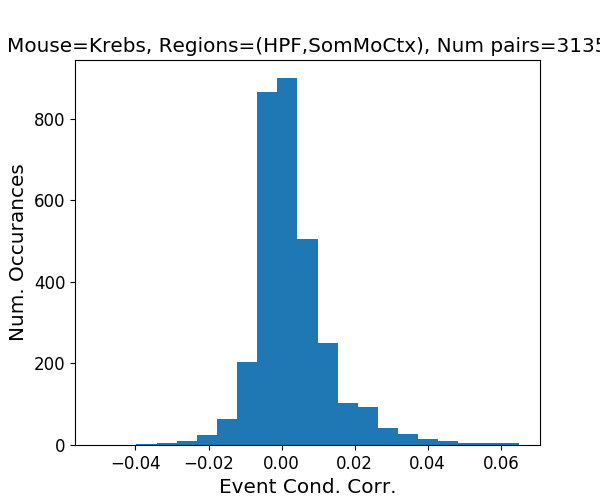 Mouse=Krebs, Regions=(HPF,SomMoCtx), Num pairs=3135
800
600
400
200
0
Num. Occurances
−0.04 −0.02 0.00 0.02 0.04 0.06
Event Cond. Corr.